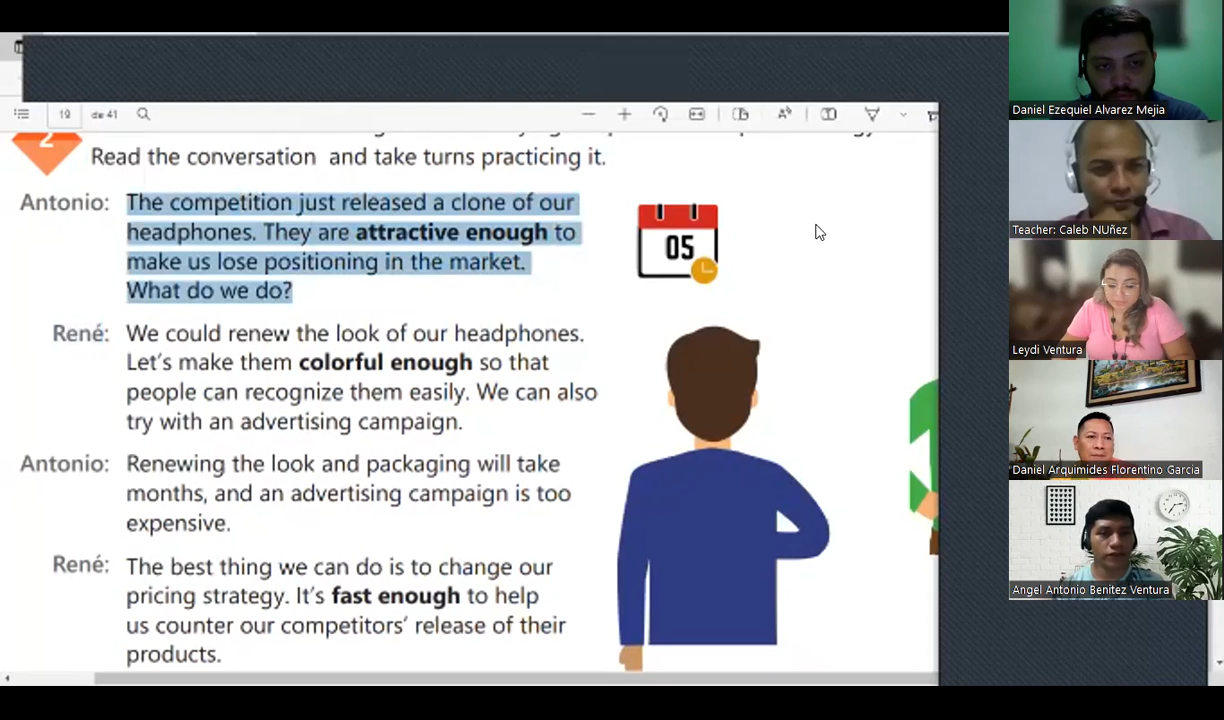 Daniel Ezequiel Alvarez Mejia
19 de 41
2
Read the conversation and take turns practicing it.
Antonio: The competition just released a clone of our
headphones. They are attractive enough to
make us lose positioning in the market.
What do we do?
05
René: We could renew the look of our headphones.
Let's make them colorful enough so that
people can recognize them easily. We can also
try with an advertising campaign.
Antonio: Renewing the look and packaging will take
months, and an advertising campaign is too
expensive.
René: The best thing we can do is to change our
pricing strategy. It's fast enough to help
us counter our competitors' release of their
products.
Teacher: Caleb NUñez
Leydi Ventura
Daniel Arquimides Florentino Garcia
Angel Antonio Benitez Ventura